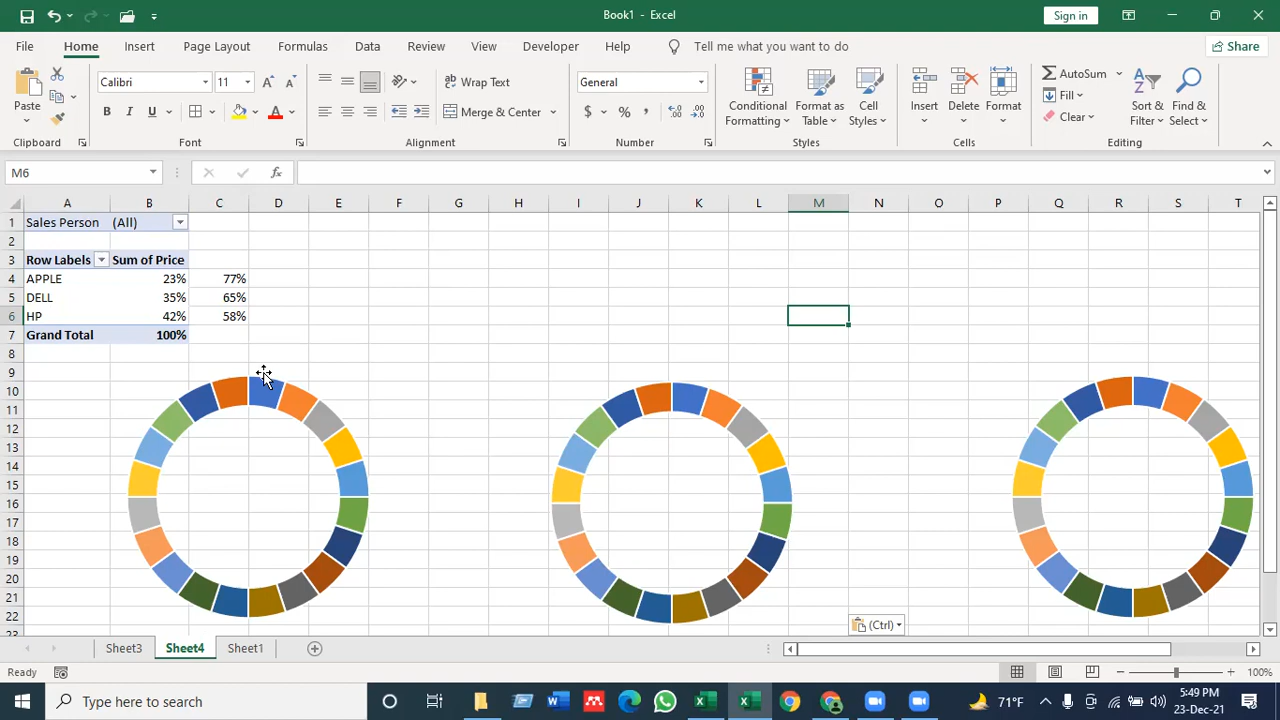 Book1 - Excel
Sign in
File Home Insert Page Layout Formulas Data Review View Developer Help Tell me what you want to do Share
Calibri 11 Wrap Text General AutoSum
Paste B I U Merge & Center $ % , Conditional Formatting Format as Table Cell Styles Insert Delete Format Fill Clear Sort & Filter Find & Select
Clipboard Font Alignment Number Styles Cells Editing
M6 fx
A B C D E F G H I J K L M N O P Q R S T
1 Sales Person (All)
2
3 Row Labels Sum of Price
4 APPLE 23% 77%
5 DELL 35% 65%
6 HP 42% 58%
7 Grand Total 100%
8
9
10
11
12
13
14
15
16
17
18
19
20
21
22
23
(Ctrl)
Sheet3 Sheet4 Sheet1
Ready 100%
Type here to search 71°F 5:49 PM
23-Dec-21